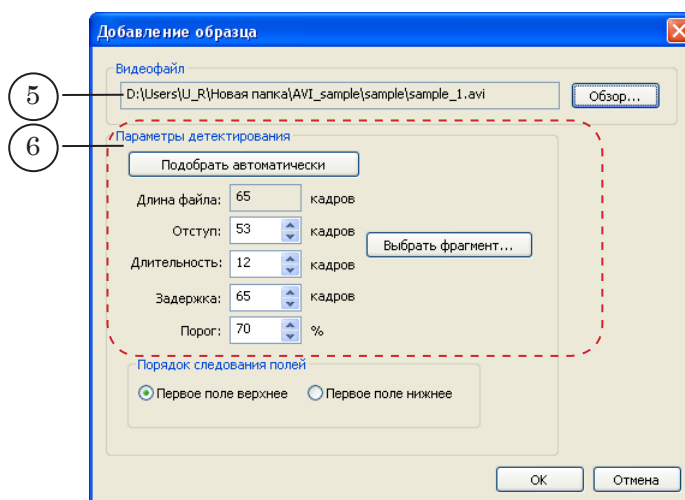 Добавление образца
Видеофайл
5
D:\Users\U_R\Новая папка\AVI_sample\sample\sample_1.avi
Обзор...
6
Параметры детектирования
Подобрать автоматически
Длина файла: 65 кадров
Отступ: 53 кадров
Выбрать фрагмент...
Длительность: 12 кадров
Задержка: 65 кадров
Порог: 70 %
Порядок следования полей
Первое поле верхнее Первое поле нижнее
OK Отмена